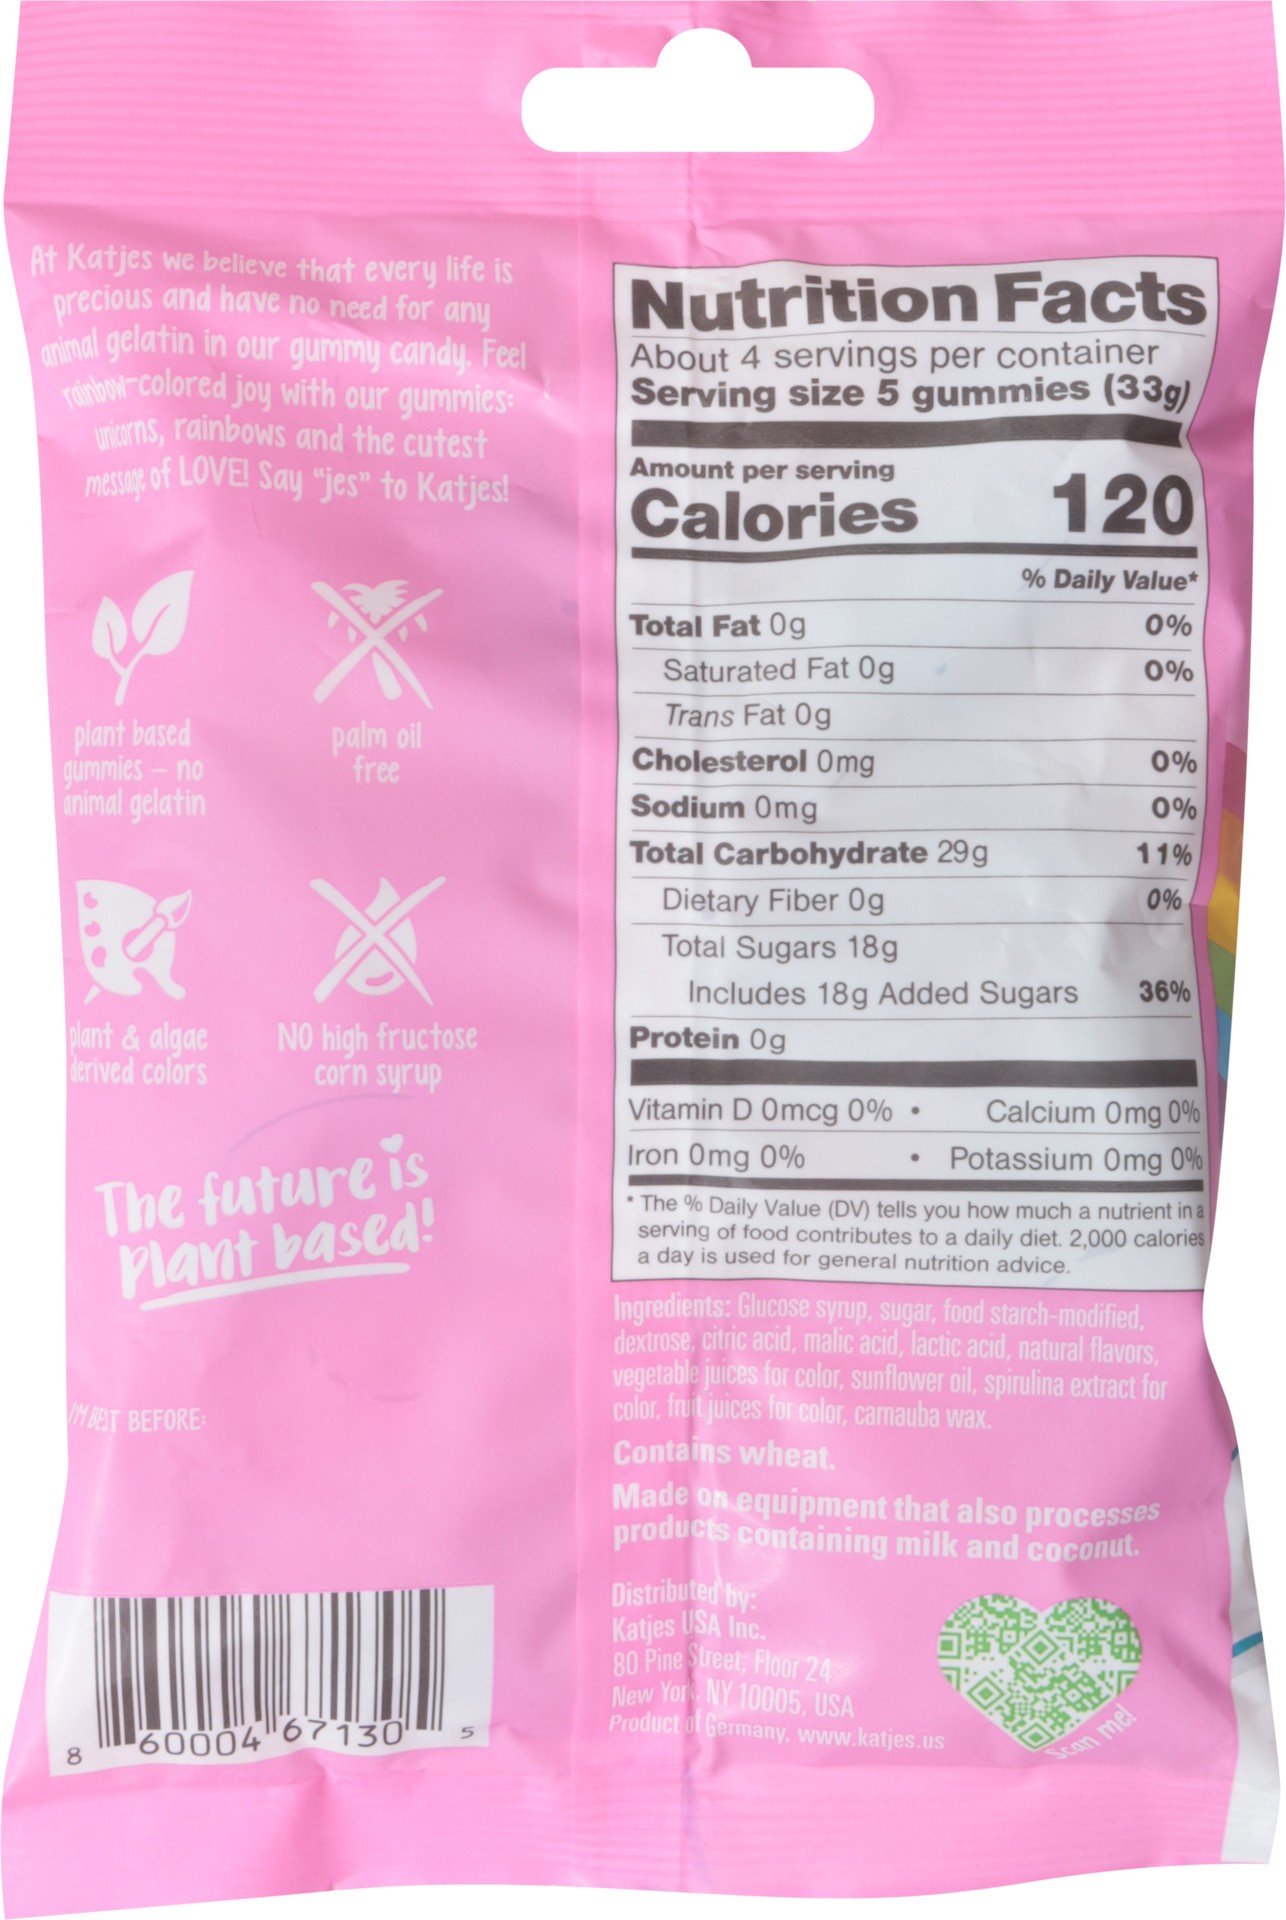 At Katjes we believe that every life is
precious and have no need for any
animal gelatin in our gummy candy. Feel
rainbow-colored joy with our gummies:
unicorns, rainbows and the cutest
message of LOVE! Say "jes" to Katjes!
plant based
gummies – no
animal gelatin
palm oil
free
plant & algae
derived colors
NO high fructose
corn syrup
The future is
plant based!
I'M BEST BEFORE:
8 60004 67130 5
Nutrition Facts
About 4 servings per container
Serving size 5 gummies (33g)
Amount per serving
Calories 120
% Daily Value*
Total Fat 0g 0%
Saturated Fat 0g 0%
Trans Fat 0g
Cholesterol 0mg 0%
Sodium 0mg 0%
Total Carbohydrate 29g 11%
Dietary Fiber 0g 0%
Total Sugars 18g
Includes 18g Added Sugars 36%
Protein 0g
Vitamin D 0mcg 0% • Calcium 0mg 0%
Iron 0mg 0% • Potassium 0mg 0%
* The % Daily Value (DV) tells you how much a nutrient in a
serving of food contributes to a daily diet. 2,000 calories
a day is used for general nutrition advice.
Ingredients: Glucose syrup, sugar, food starch-modified,
dextrose, citric acid, malic acid, lactic acid, natural flavors,
vegetable juices for color, sunflower oil, spirulina extract for
color, fruit juices for color, carnauba wax.
Contains wheat.
Made on equipment that also processes
products containing milk and coconut.
Distributed by:
Katjes USA Inc.
80 Pine Street, Floor 24
New York, NY 10005, USA
Product of Germany, www.katjes.us
Scan me!